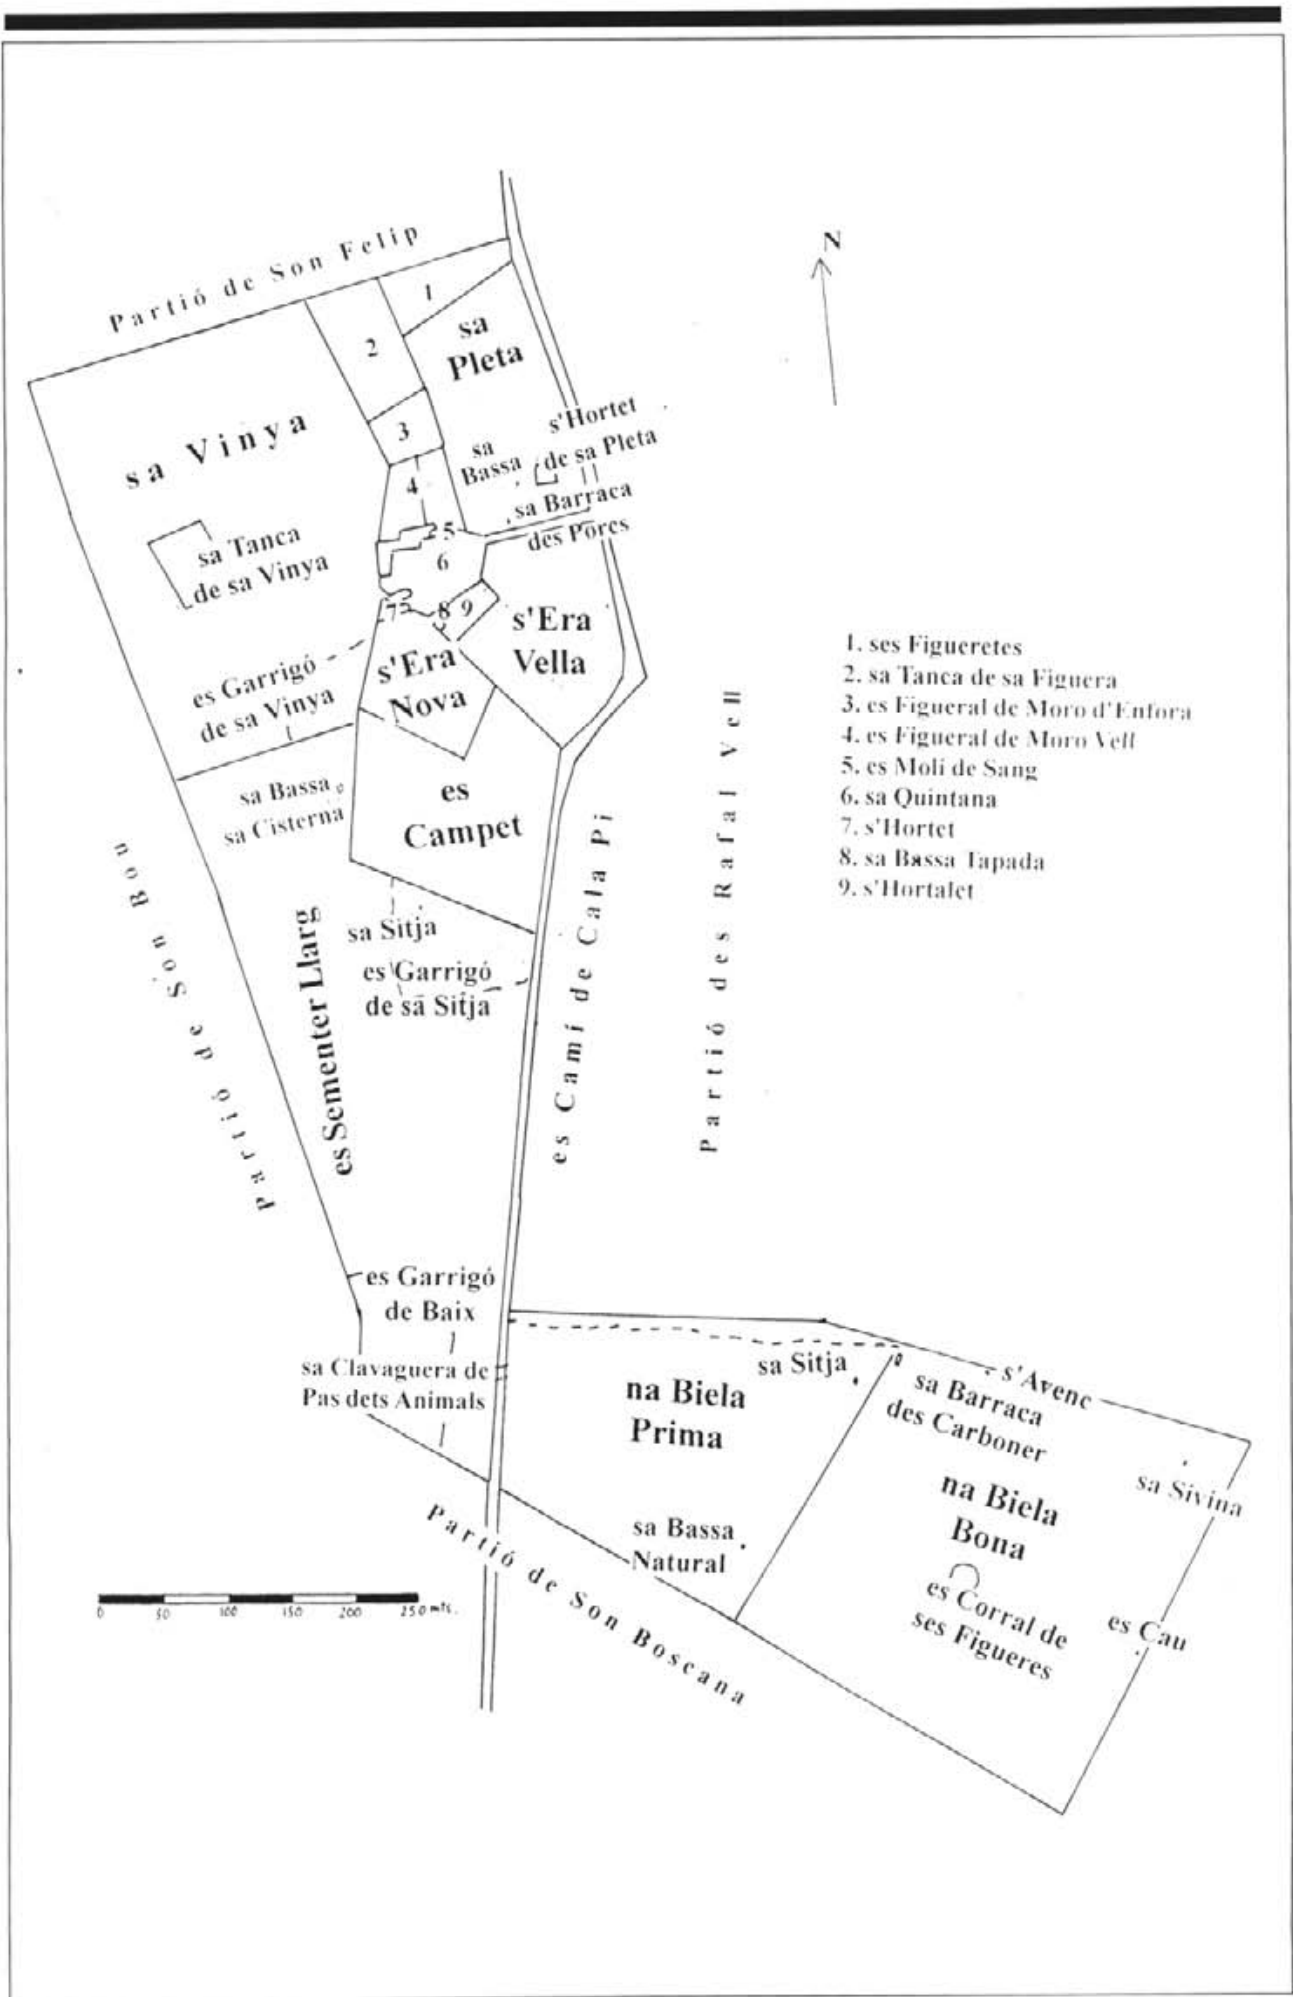 N
Partió de Son Felip
1
sa
Pleta
2
sa Vinya
3
s'Hortet
de sa Pleta
sa
Bassa
4
sa Barraca
des Porcs
5
sa Tanca
de sa Vinya
6
7
8
9
s'Era
Vella
s'Era
Nova
es Garrigó
de sa Vinya
1. ses Figueretes
2. sa Tanca de sa Figuera
3. es Figueral de Moro d'Enfora
4. es Figueral de Moro Vell
5. es Molí de Sang
6. sa Quintana
7. s'Hortet
8. sa Bassa Tapada
9. s'Hortalet
sa Bassa
sa Cisterna
es
Campet
Partió de Son Bou
es Sementer Llarg
sa Sitja
es Garrigó
de sa Sitja
es Camí de Cala Pi
Partió des Rafal Vell
es Garrigó
de Baix
sa Clavaguera de
Pas dets Animals
sa Sitja
s'Avenc
na Biela
Prima
sa Barraca
des Carboner
sa Sivina
na Biela
Bona
sa Bassa
Natural
es Corral de
ses Figueres
es Cau
Partió de Son Boscana
0 50 100 150 200 250 mts.